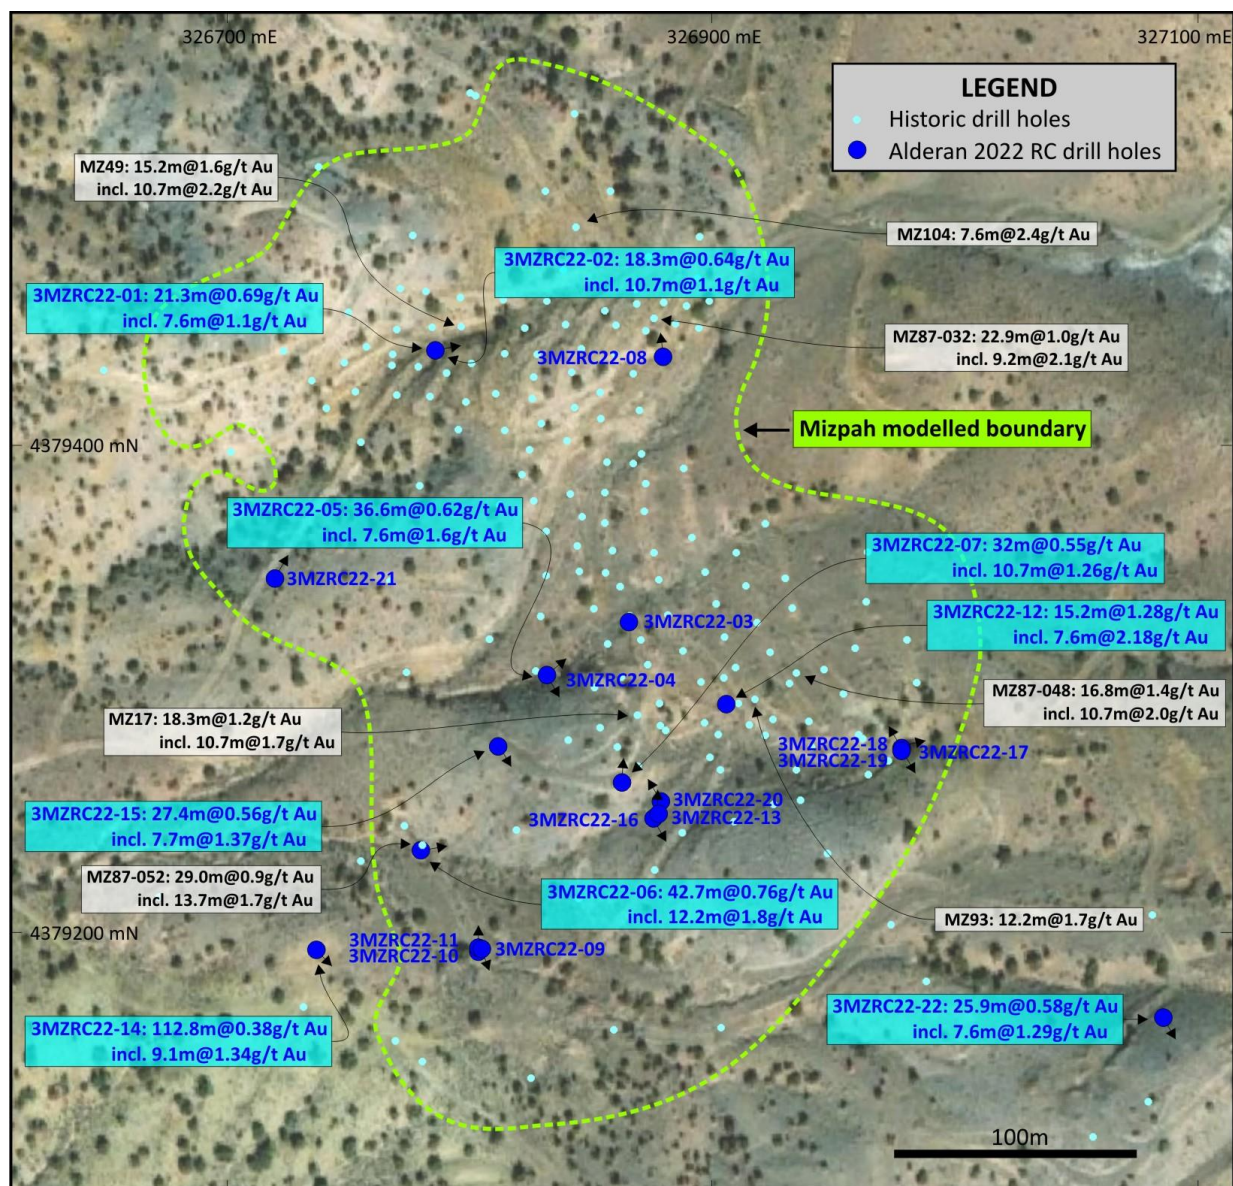 326700 mE
326900 mE
327100 mE
LEGEND
Historic drill holes
Alderan 2022 RC drill holes
MZ49: 15.2m@1.6g/t Au
incl. 10.7m@2.2g/t Au
MZ104: 7.6m@2.4g/t Au
3MZRC22-02: 18.3m@0.64g/t Au
incl. 10.7m@1.1g/t Au
3MZRC22-01: 21.3m@0.69g/t Au
incl. 7.6m@1.1g/t Au
MZ87-032: 22.9m@1.0g/t Au
incl. 9.2m@2.1g/t Au
3MZRC22-08
Mizpah modelled boundary
4379400 mN
3MZRC22-05: 36.6m@0.62g/t Au
incl. 7.6m@1.6g/t Au
3MZRC22-07: 32m@0.55g/t Au
incl. 10.7m@1.26g/t Au
3MZRC22-21
3MZRC22-12: 15.2m@1.28g/t Au
incl. 7.6m@2.18g/t Au
3MZRC22-03
3MZRC22-04
MZ87-048: 16.8m@1.4g/t Au
incl. 10.7m@2.0g/t Au
MZ17: 18.3m@1.2g/t Au
incl. 10.7m@1.7g/t Au
3MZRC22-18
3MZRC22-19
3MZRC22-17
3MZRC22-20
3MZRC22-16
3MZRC22-13
3MZRC22-15: 27.4m@0.56g/t Au
incl. 7.7m@1.37g/t Au
MZ87-052: 29.0m@0.9g/t Au
incl. 13.7m@1.7g/t Au
3MZRC22-06: 42.7m@0.76g/t Au
incl. 12.2m@1.8g/t Au
MZ93: 12.2m@1.7g/t Au
4379200 mN
3MZRC22-11
3MZRC22-10
3MZRC22-09
3MZRC22-22: 25.9m@0.58g/t Au
incl. 7.6m@1.29g/t Au
3MZRC22-14: 112.8m@0.38g/t Au
incl. 9.1m@1.34g/t Au
100m